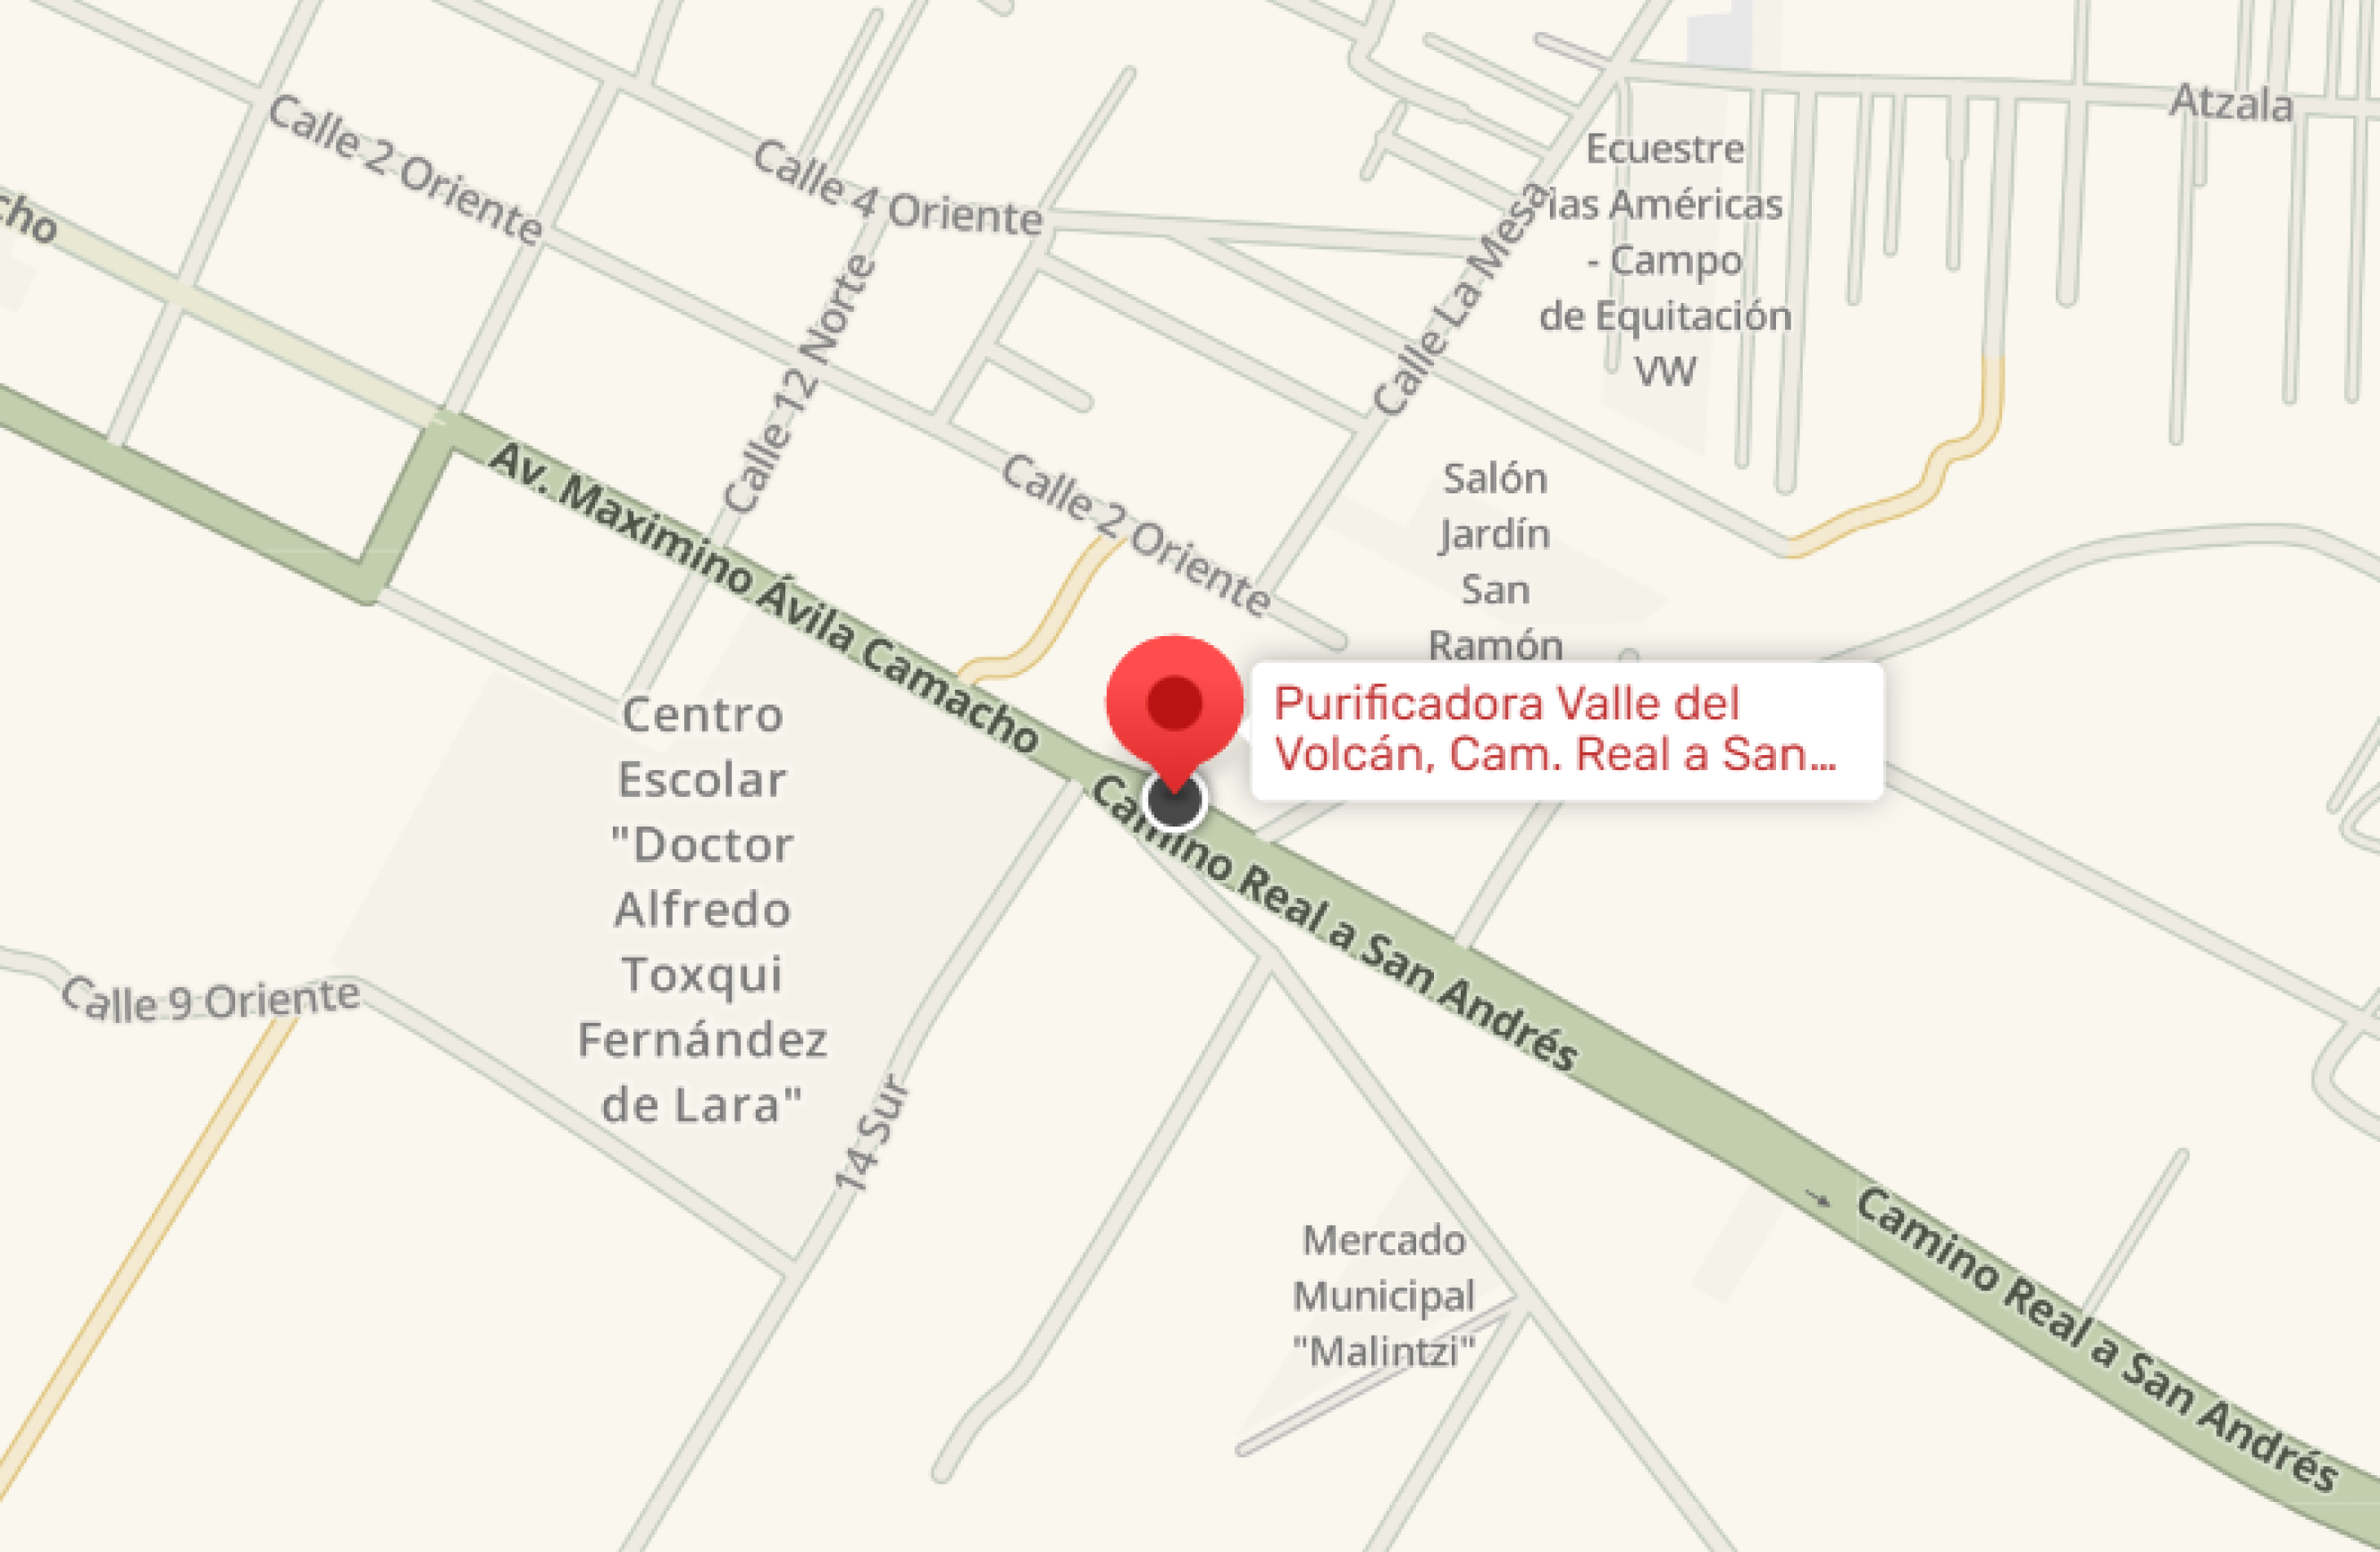 Atzala
Calle 2 Oriente
Calle 4 Oriente
Ecuestre
las Américas
- Campo
de Equitación
VW
cho
Calle 12 Norte
Calle La Mesa
Av. Maximino Ávila Camacho
Calle 2 Oriente
Salón
Jardín
San
Ramón
Purificadora Valle del
Volcán, Cam. Real a San...
Centro
Escolar
"Doctor
Alfredo
Toxqui
Fernández
de Lara"
Camino Real a San Andrés
Calle 9 Oriente
14 Sur
Mercado
Municipal
"Malintzi"
Camino Real a San Andrés